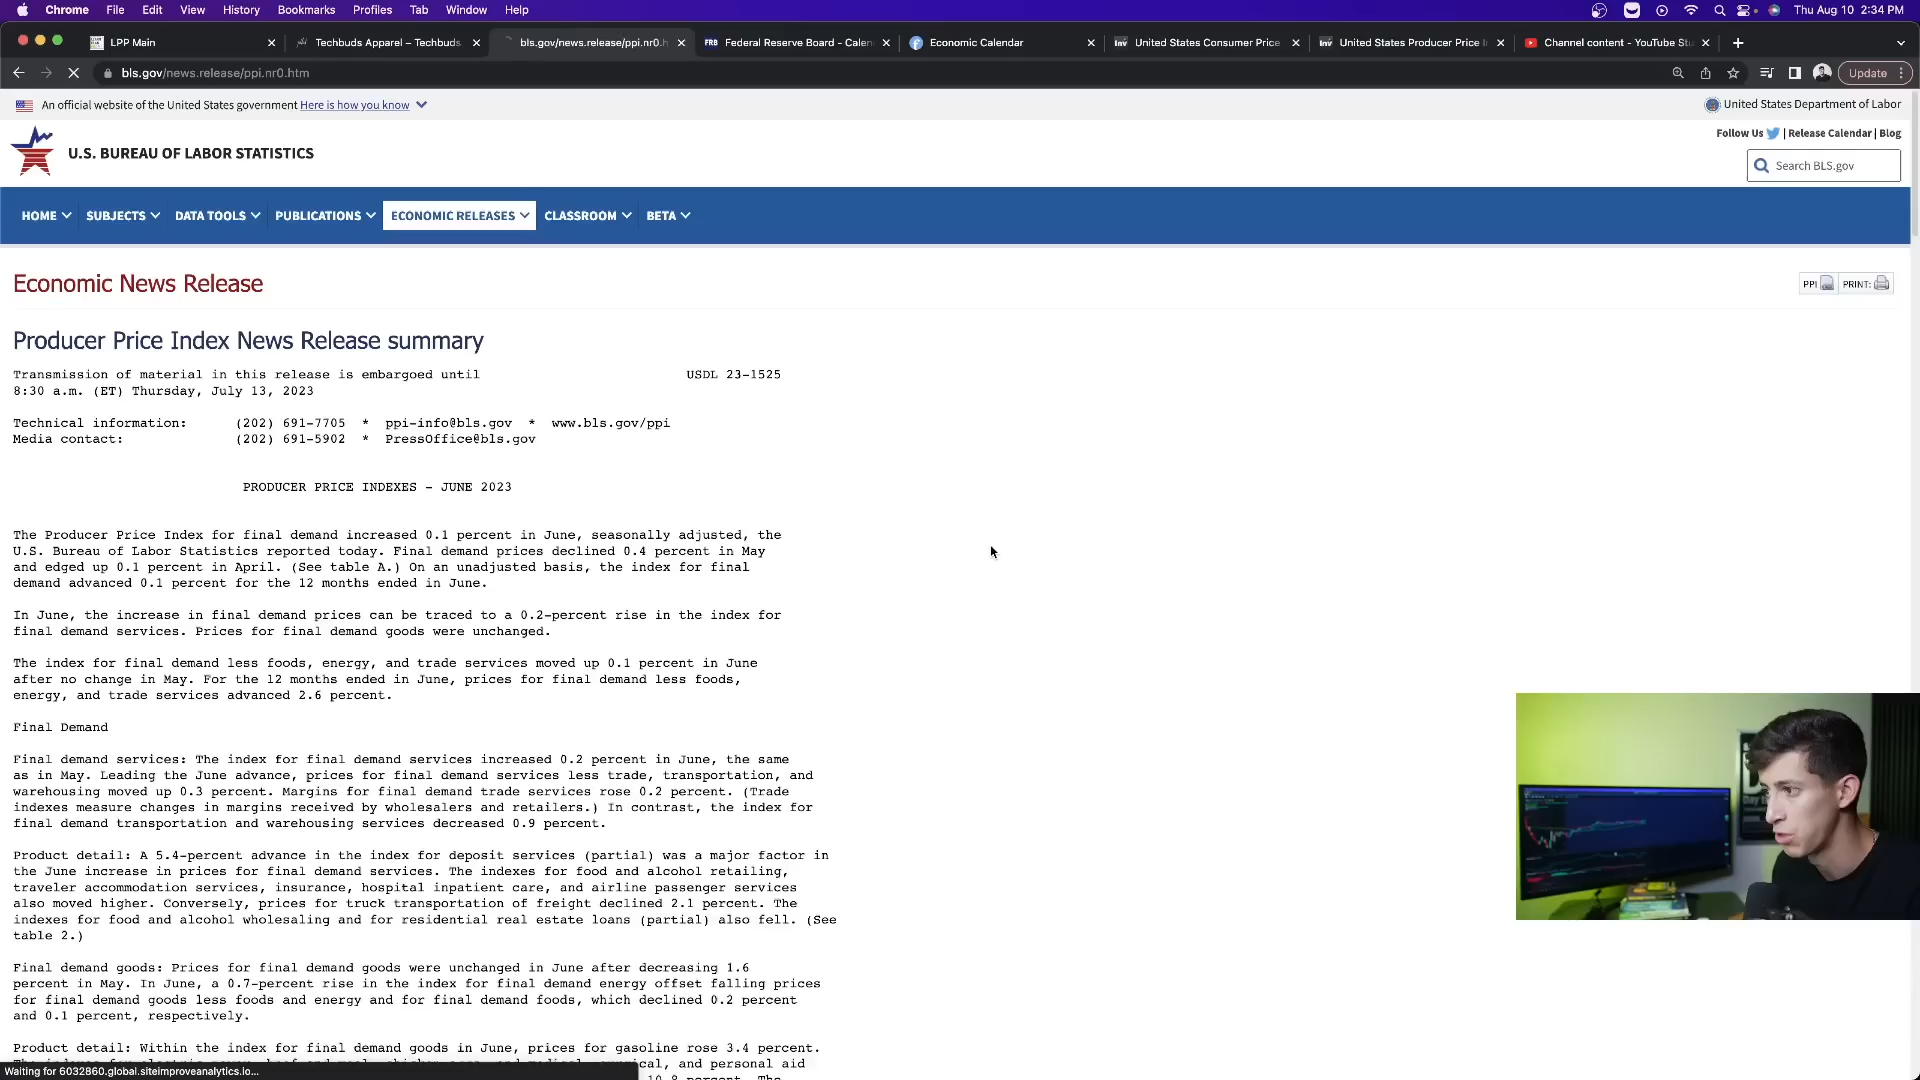 Chrome File Edit View History Bookmarks Profiles Tab Window Help Thu Aug 10 2:34 PM
LPP Main Techbuds Apparel – Techbuds bls.gov/news.release/ppi.nr0.h FRB Federal Reserve Board - Calen Economic Calendar Inv United States Consumer Price Inv United States Producer Price I Channel content - YouTube Stu
bls.gov/news.release/ppi.nr0.htm Update
An official website of the United States government Here is how you know United States Department of Labor
Follow Us | Release Calendar | Blog
U.S. BUREAU OF LABOR STATISTICS
Search BLS.gov
HOME SUBJECTS DATA TOOLS PUBLICATIONS ECONOMIC RELEASES CLASSROOM BETA
Economic News Release
PPI PRINT:
Producer Price Index News Release summary
Transmission of material in this release is embargoed until USDL 23-1525
8:30 a.m. (ET) Thursday, July 13, 2023
Technical information: (202) 691-7705 * ppi-info@bls.gov * www.bls.gov/ppi
Media contact: (202) 691-5902 * PressOffice@bls.gov
PRODUCER PRICE INDEXES - JUNE 2023
The Producer Price Index for final demand increased 0.1 percent in June, seasonally adjusted, the
U.S. Bureau of Labor Statistics reported today. Final demand prices declined 0.4 percent in May
and edged up 0.1 percent in April. (See table A.) On an unadjusted basis, the index for final
demand advanced 0.1 percent for the 12 months ended in June.
In June, the increase in final demand prices can be traced to a 0.2-percent rise in the index for
final demand services. Prices for final demand goods were unchanged.
The index for final demand less foods, energy, and trade services moved up 0.1 percent in June
after no change in May. For the 12 months ended in June, prices for final demand less foods,
energy, and trade services advanced 2.6 percent.
Final Demand
Final demand services: The index for final demand services increased 0.2 percent in June, the same
as in May. Leading the June advance, prices for final demand services less trade, transportation, and
warehousing moved up 0.3 percent. Margins for final demand trade services rose 0.2 percent. (Trade
indexes measure changes in margins received by wholesalers and retailers.) In contrast, the index for
final demand transportation and warehousing services decreased 0.9 percent.
Product detail: A 5.4-percent advance in the index for deposit services (partial) was a major factor in
the June increase in prices for final demand services. The indexes for food and alcohol retailing,
traveler accommodation services, insurance, hospital inpatient care, and airline passenger services
also moved higher. Conversely, prices for truck transportation of freight declined 2.1 percent. The
indexes for food and alcohol wholesaling and for residential real estate loans (partial) also fell. (See
table 2.)
Final demand goods: Prices for final demand goods were unchanged in June after decreasing 1.6
percent in May. In June, a 0.7-percent rise in the index for final demand energy offset falling prices
for final demand goods less foods and energy and for final demand foods, which declined 0.2 percent
and 0.1 percent, respectively.
Product detail: Within the index for final demand goods in June, prices for gasoline rose 3.4 percent.
and personal aid
Waiting for 6032860.global.siteimproveanalytics.io...
10.8 percent. The